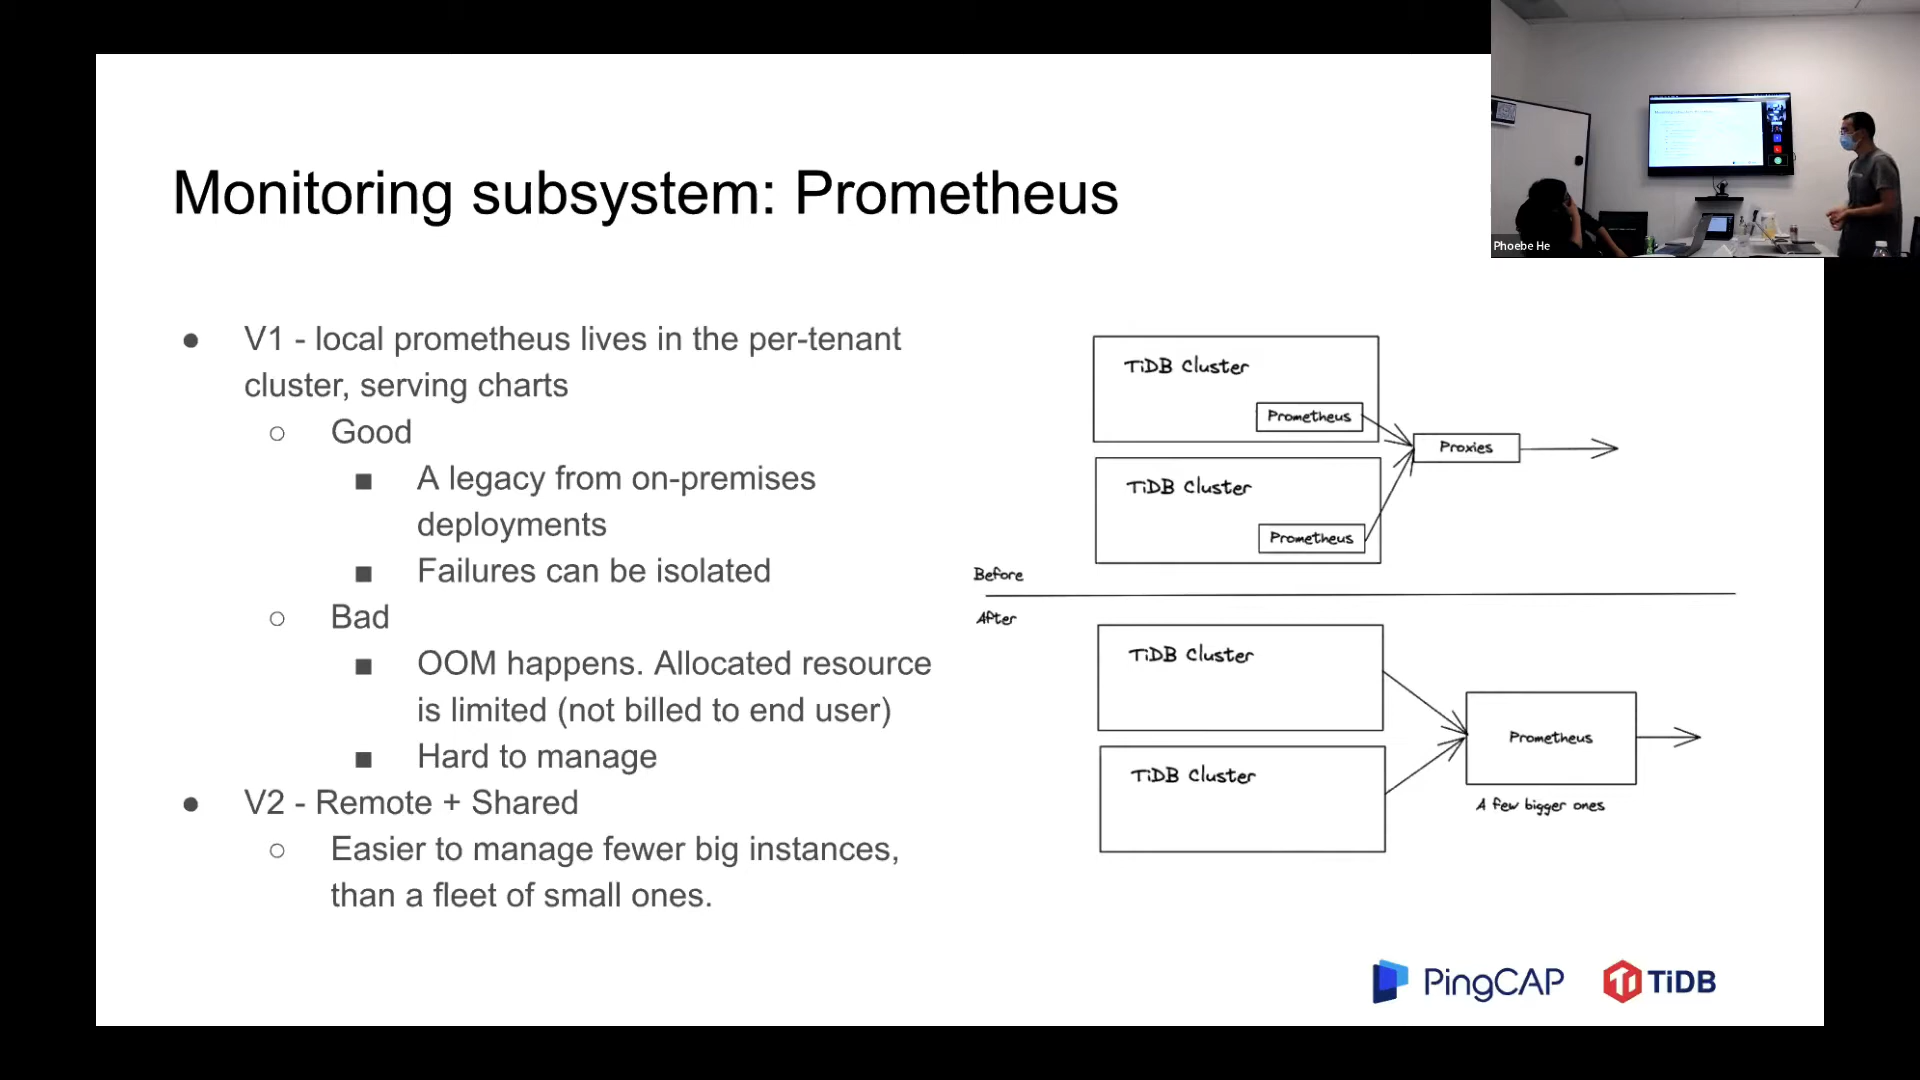 Monitoring subsystem: Prometheus
● V1 - local prometheus lives in the per-tenant
cluster, serving charts
○ Good
■ A legacy from on-premises
deployments
■ Failures can be isolated
○ Bad
■ OOM happens. Allocated resource
is limited (not billed to end user)
■ Hard to manage
● V2 - Remote + Shared
○ Easier to manage fewer big instances,
than a fleet of small ones.
TiDB Cluster
Prometheus
Proxies
TiDB Cluster
Prometheus
Before
After
TiDB Cluster
Prometheus
TiDB Cluster
A few bigger ones
PingCAP
TiDB
Phoebe He